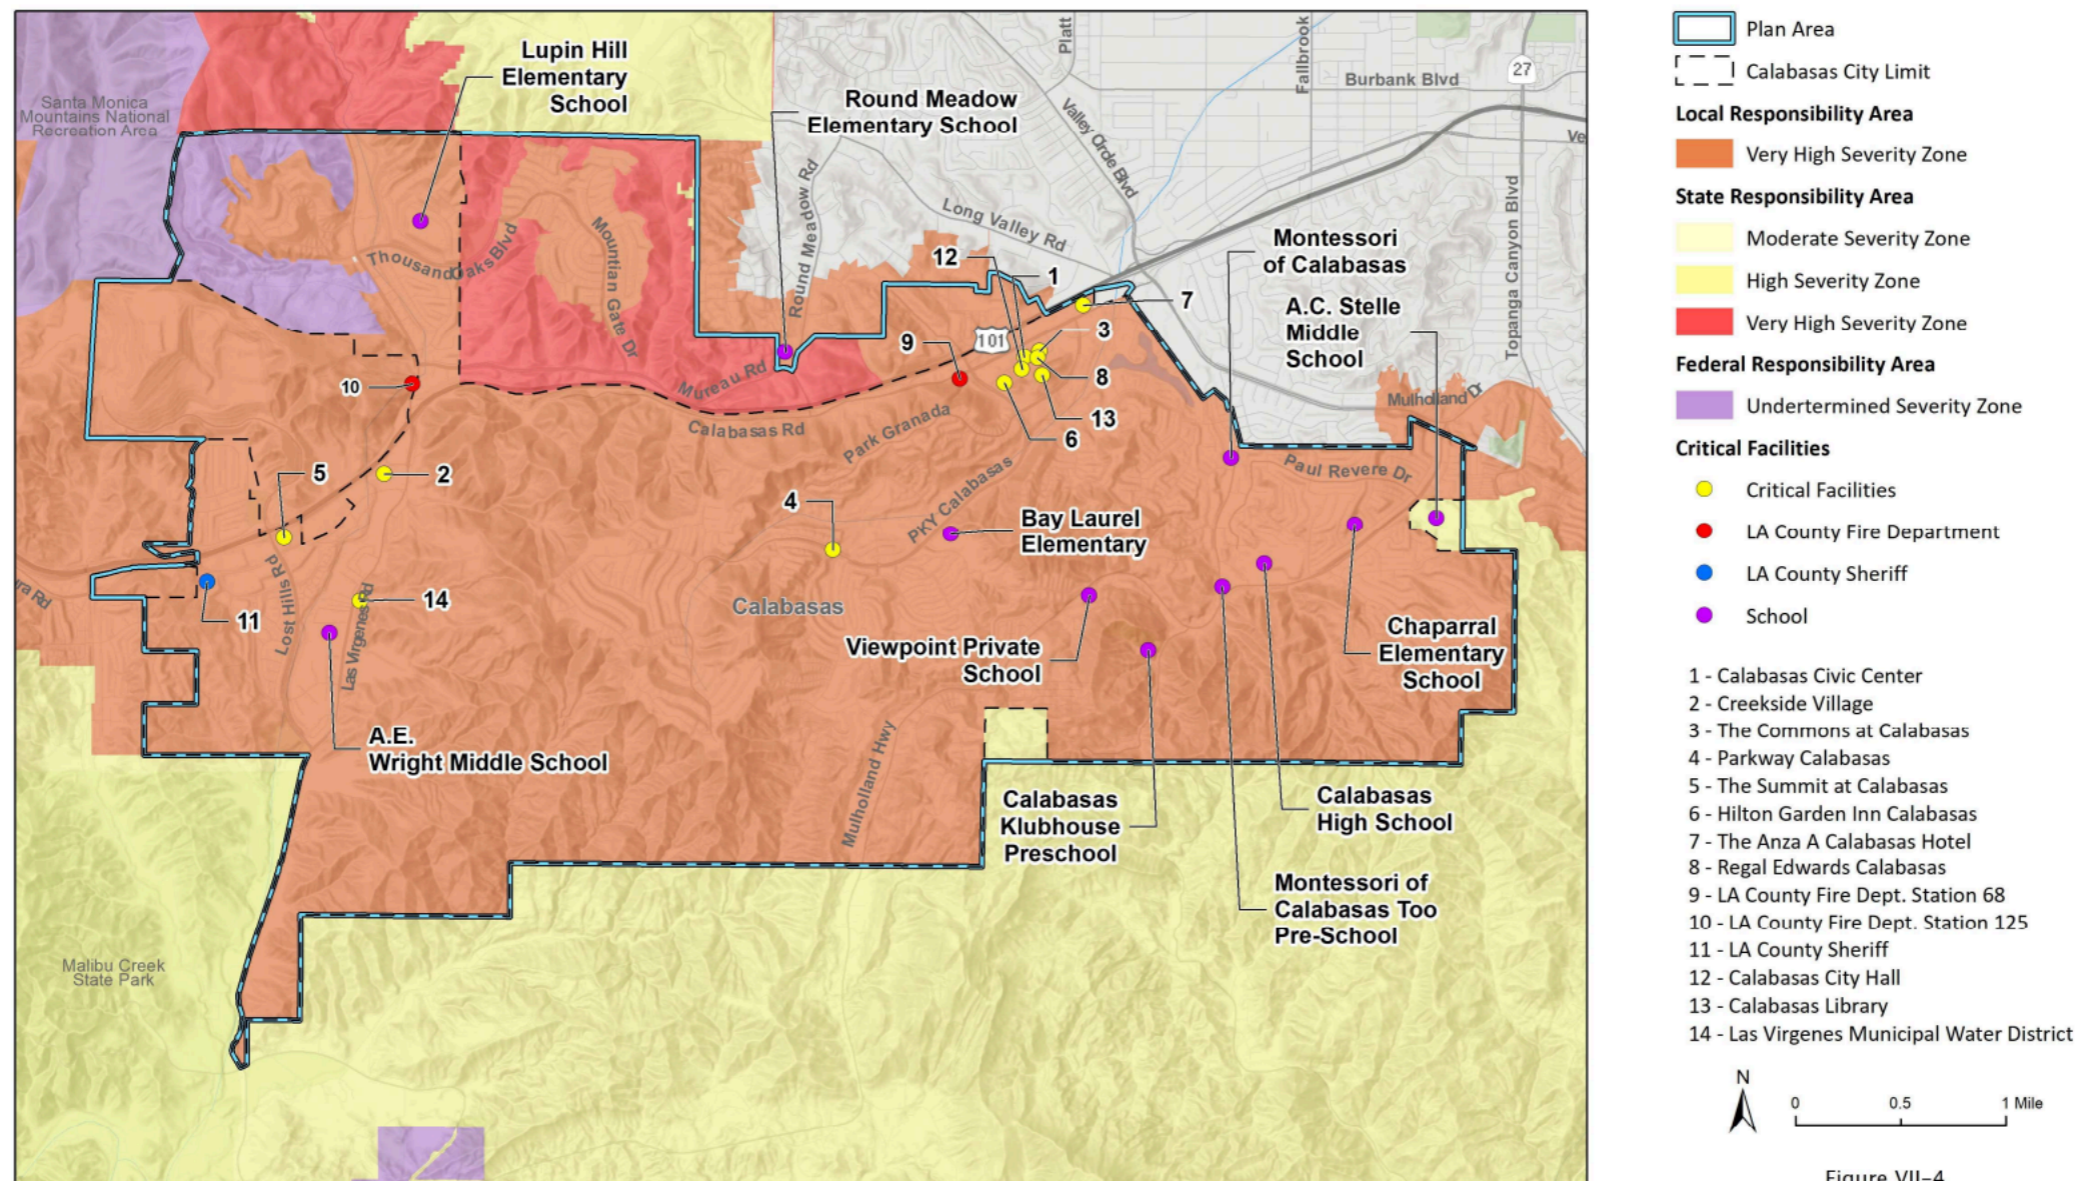 Lupin Hill
Elementary
School
Santa Monica
Mountains National
Recreation Area
Round Meadow
Elementary School
Platt
Fallbrook
Burbank Blvd
27
Valley Circle Blvd
Topanga Canyon Blvd
Round Meadow Rd
Long Valley Rd
Thousand Oaks Blvd
Mountian Gate Dr
12
1
7
Montessori
of Calabasas
A.C. Stelle
Middle
School
101
9
3
8
13
6
10
Mureau Rd
Calabasas Rd
Park Granada
PKY Calabasas
Mulholland Dr
Paul Revere Dr
5
2
4
Bay Laurel
Elementary
Lost Hills Rd
Las Virgenes Rd
11
14
Calabasas
Viewpoint Private
School
Chaparral
Elementary
School
A.E.
Wright Middle School
Mulholland Hwy
Calabasas
Klubhouse
Preschool
Calabasas
High School
Montessori of
Calabasas Too
Pre-School
Malibu Creek
State Park
Plan Area
Calabasas City Limit
Local Responsibility Area
Very High Severity Zone
State Responsibility Area
Moderate Severity Zone
High Severity Zone
Very High Severity Zone
Federal Responsibility Area
Undertermined Severity Zone
Critical Facilities
Critical Facilities
LA County Fire Department
LA County Sheriff
School
1 - Calabasas Civic Center
2 - Creekside Village
3 - The Commons at Calabasas
4 - Parkway Calabasas
5 - The Summit at Calabasas
6 - Hilton Garden Inn Calabasas
7 - The Anza A Calabasas Hotel
8 - Regal Edwards Calabasas
9 - LA County Fire Dept. Station 68
10 - LA County Fire Dept. Station 125
11 - LA County Sheriff
12 - Calabasas City Hall
13 - Calabasas Library
14 - Las Virgenes Municipal Water District
N
0 0.5 1 Mile
Figure VII-4